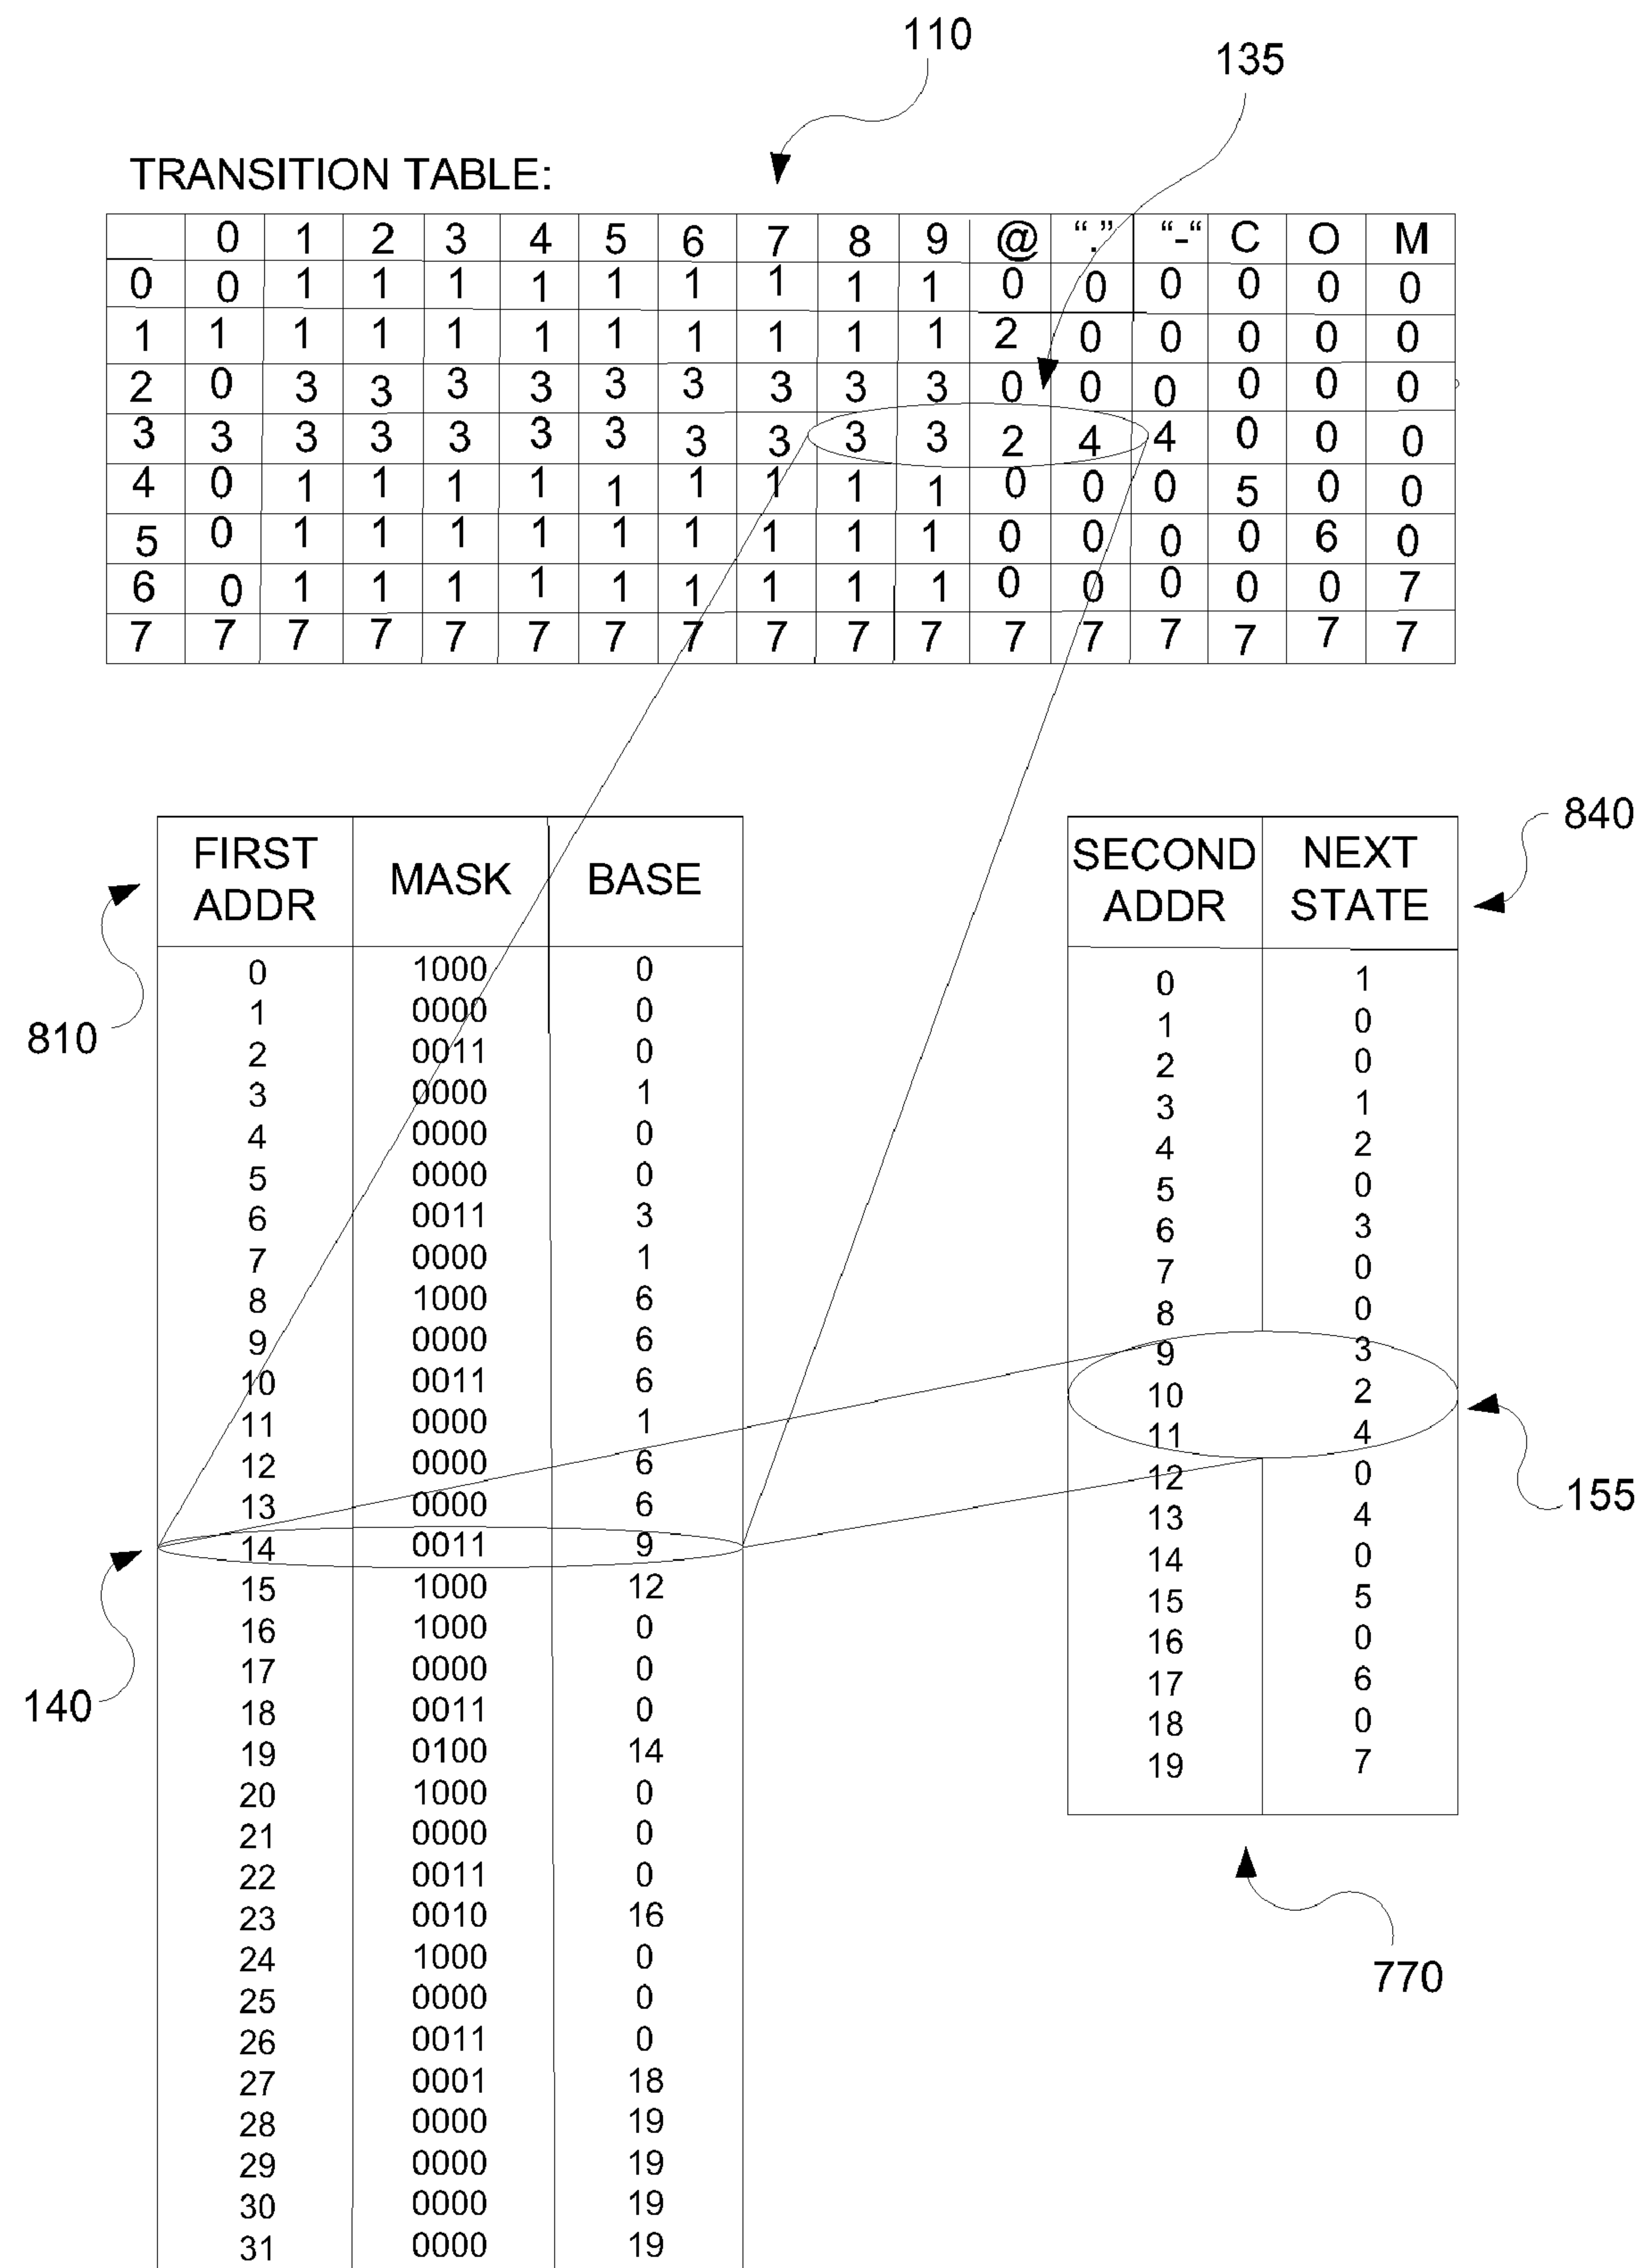 110
135
TRANSITION TABLE:
0 1 2 3 4 5 6 7 8 9 @ “.” “-“ C O M
0 0 1 1 1 1 1 1 1 1 1 0 0 0 0 0 0
1 1 1 1 1 1 1 1 1 1 1 2 0 0 0 0 0
2 0 3 3 3 3 3 3 3 3 3 0 0 0 0 0 0
3 3 3 3 3 3 3 3 3 3 3 2 4 4 0 0 0
4 0 1 1 1 1 1 1 1 1 1 0 0 0 5 0 0
5 0 1 1 1 1 1 1 1 1 1 0 0 0 0 6 0
6 0 1 1 1 1 1 1 1 1 1 0 0 0 0 0 7
7 7 7 7 7 7 7 7 7 7 7 7 7 7 7 7 7
810
FIRST ADDR MASK BASE
0 1000 0
1 0000 0
2 0011 0
3 0000 1
4 0000 0
5 0000 0
6 0011 3
7 0000 1
8 1000 6
9 0000 6
10 0011 6
11 0000 1
12 0000 6
13 0000 6
14 0011 9
15 1000 12
16 1000 0
17 0000 0
18 0011 0
19 0100 14
20 1000 0
21 0000 0
22 0011 0
23 0010 16
24 1000 0
25 0000 0
26 0011 0
27 0001 18
28 0000 19
29 0000 19
30 0000 19
31 0000 19
140
840
SECOND ADDR NEXT STATE
0 1
1 0
2 0
3 1
4 2
5 0
6 3
7 0
8 0
9 3
10 2
11 4
12 0
13 4
14 0
15 5
16 0
17 6
18 0
19 7
155
770